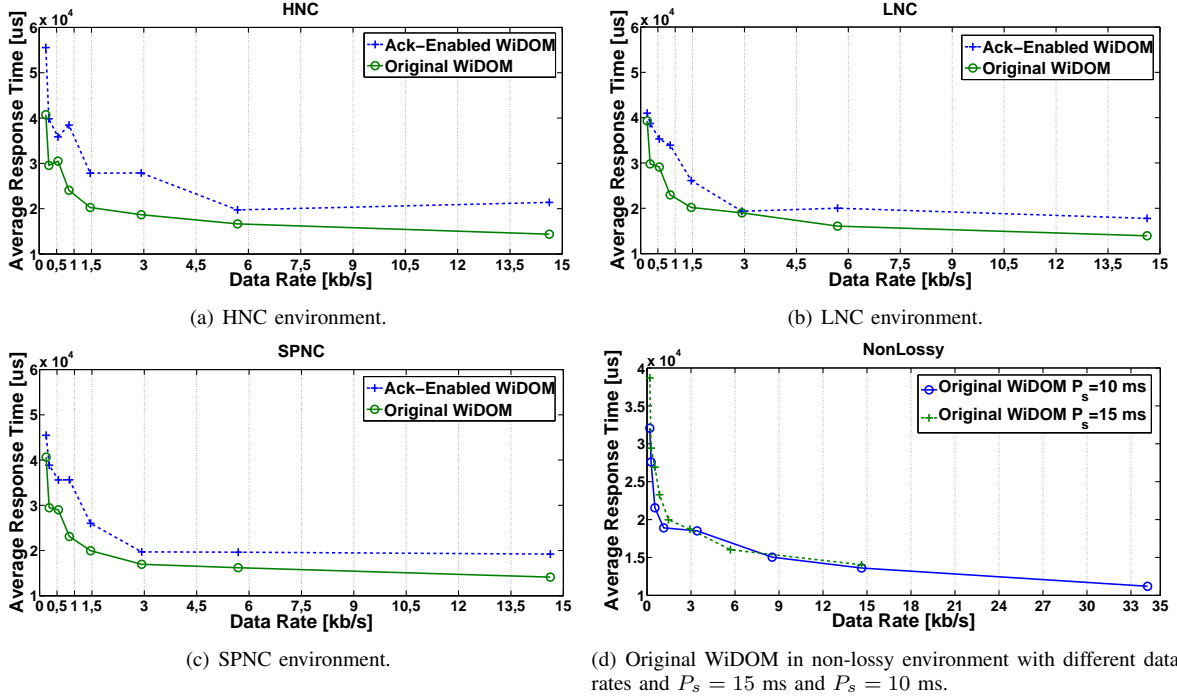 HNC
x 10^4
6
5
4
3
2
1
Average Response Time [us]
Ack−Enabled WiDOM
Original WiDOM
0 0,5 1 1,5 3 4,5 6 7,5 9 10,5 12 13,5 15
Data Rate [kb/s]
(a) HNC environment.
LNC
x 10^4
6
5
4
3
2
1
Average Response Time [us]
Ack−Enabled WiDOM
Original WiDOM
0 0,5 1 1,5 3 4,5 6 7,5 9 10,5 12 13,5 15
Data Rate [kb/s]
(b) LNC environment.
SPNC
x 10^4
6
5
4
3
2
1
Average Response Time [us]
Ack−Enabled WiDOM
Original WiDOM
0 0,5 1 1,5 3 4,5 6 7,5 9 10,5 12 13,5 15
Data Rate [kb/s]
(c) SPNC environment.
NonLossy
x 10^4
4
3.5
3
2.5
2
1.5
1
Average Response Time [us]
Original WiDOM P_s=10 ms
Original WiDOM P_s=15 ms
0 3 6 9 12 15 18 21 24 27 30 33 35
Data Rate [kb/s]
(d) Original WiDOM in non-lossy environment with different data
rates and P_s = 15 ms and P_s = 10 ms.